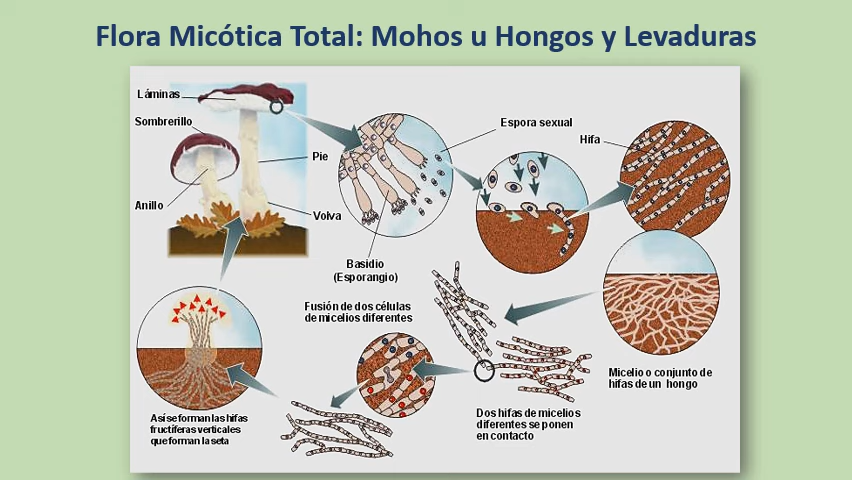 Flora Micótica Total: Mohos u Hongos y Levaduras
Láminas
Sombrerillo
Anillo
Pie
Volva
Espora sexual
Hifa
Basidio
(Esporangio)
Fusión de dos células
de micelios diferentes
Micelio o conjunto de
hifas de un hongo
Dos hifas de micelios
diferentes se ponen
en contacto
Así se forman las hifas
fructíferas verticales
que forman la seta